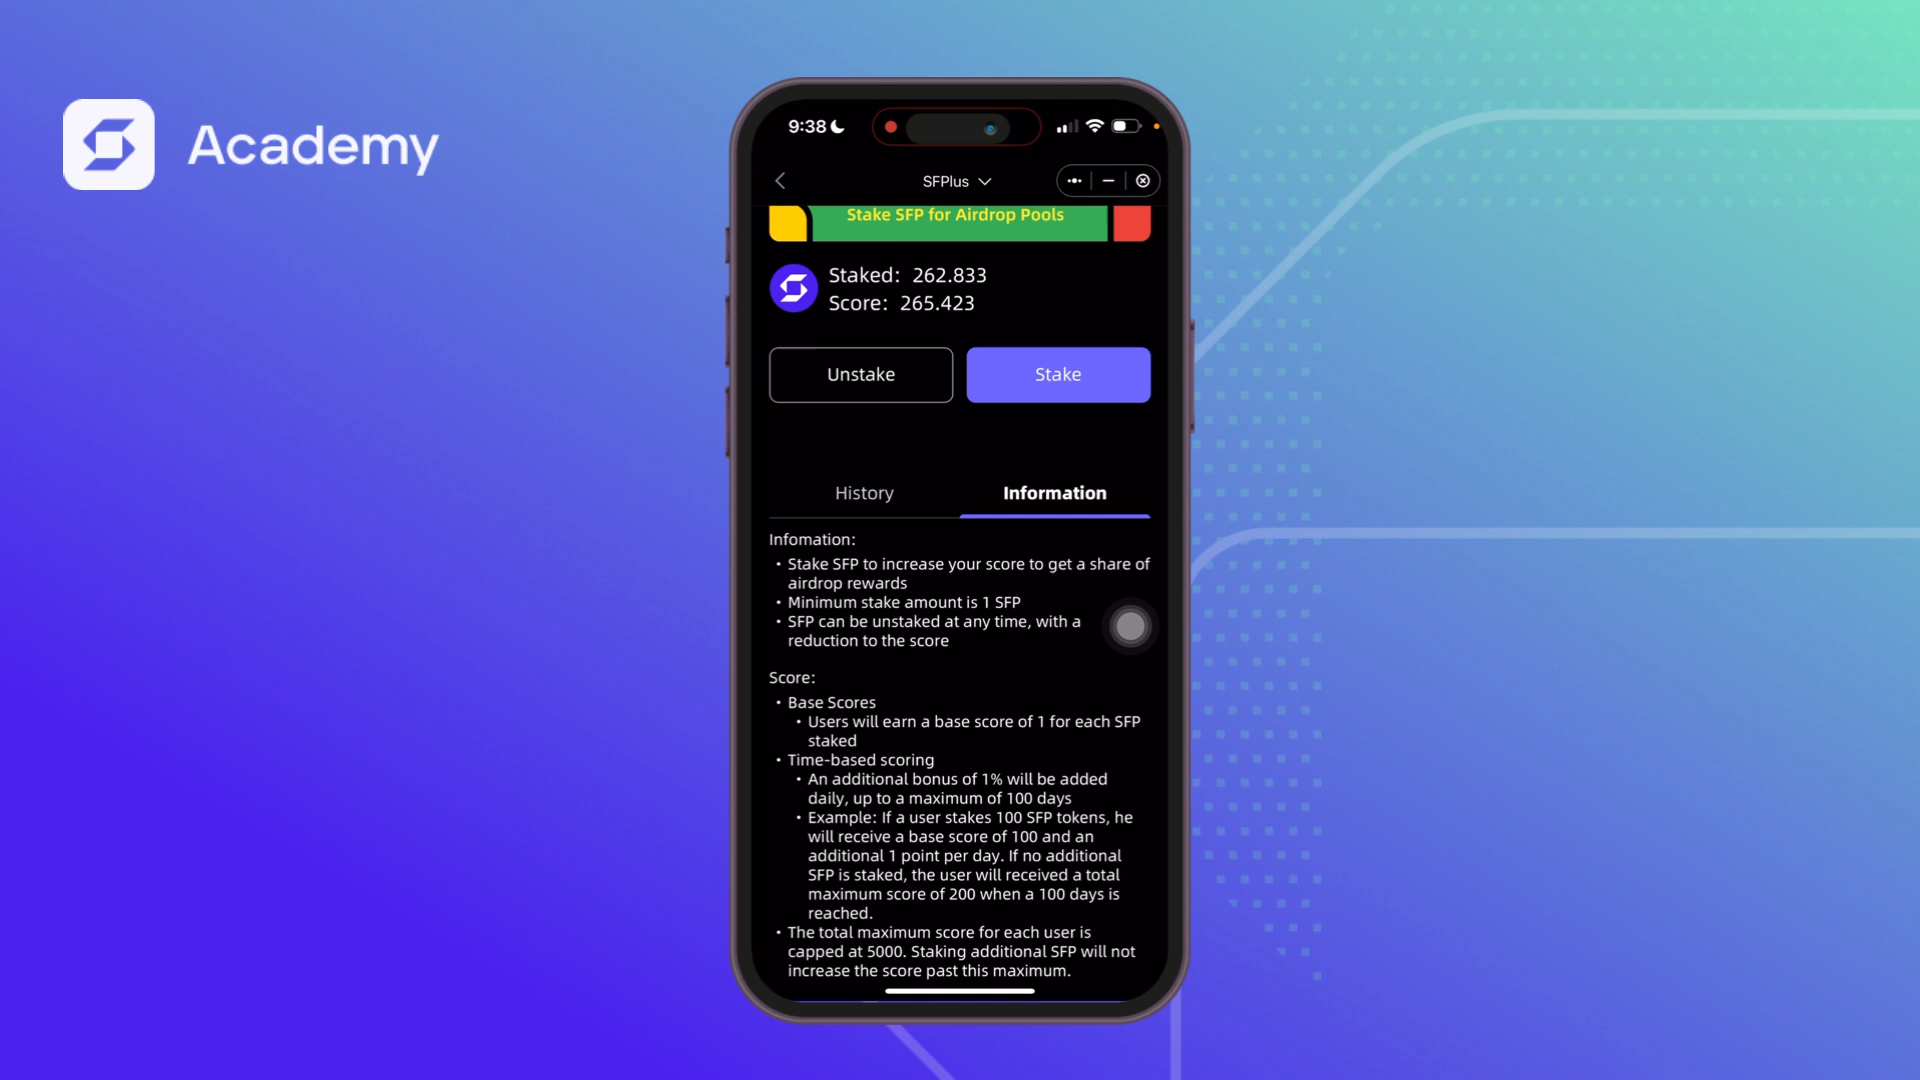 Academy
9:38
SFPlus
Stake SFP for Airdrop Pools
Staked: 262.833
Score: 265.423
Unstake
Stake
History
Information
Infomation:
• Stake SFP to increase your score to get a share of
airdrop rewards
• Minimum stake amount is 1 SFP
• SFP can be unstaked at any time, with a
reduction to the score
Score:
• Base Scores
• Users will earn a base score of 1 for each SFP
staked
• Time-based scoring
• An additional bonus of 1% will be added
daily, up to a maximum of 100 days
• Example: If a user stakes 100 SFP tokens, he
will receive a base score of 100 and an
additional 1 point per day. If no additional
SFP is staked, the user will received a total
maximum score of 200 when a 100 days is
reached.
• The total maximum score for each user is
capped at 5000. Staking additional SFP will not
increase the score past this maximum.